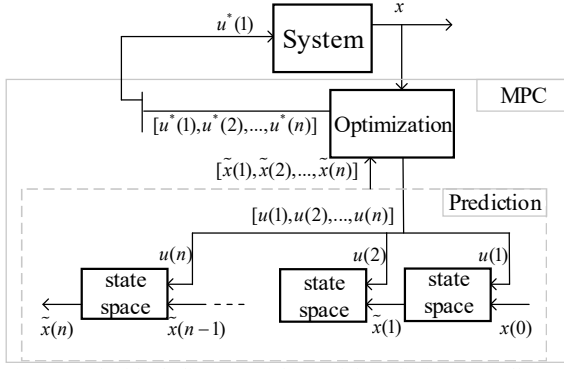 x
u*(1)
System
MPC
[u*(1),u*(2),...,u*(n)]
Optimization
[x̃(1),x̃(2),...,x̃(n)]
Prediction
[u(1),u(2),...,u(n)]
u(n)
u(2)
u(1)
state
space
state
space
state
space
x̃(n)
x̃(n−1)
x̃(1)
x(0)